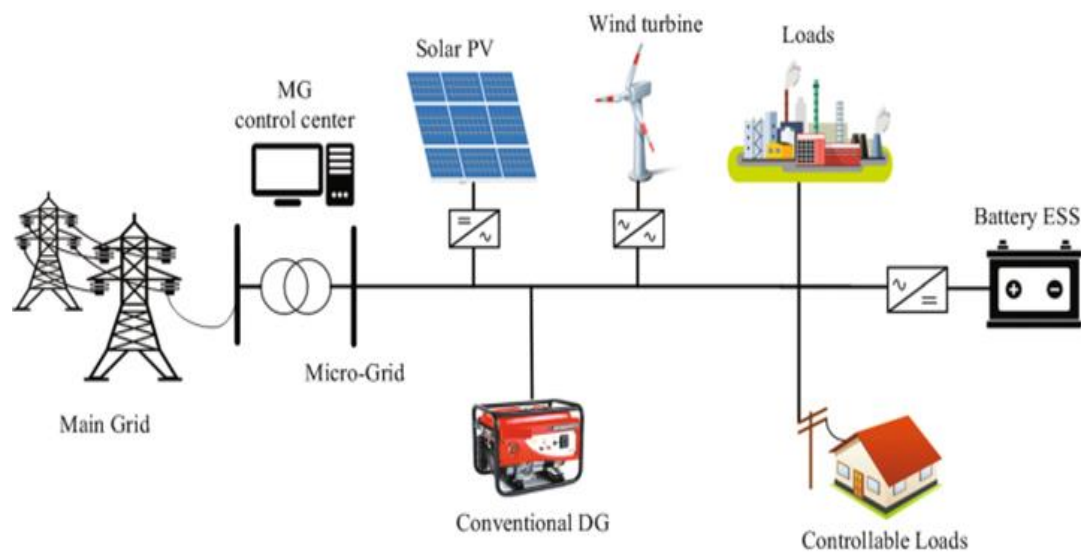 Solar PV
Wind turbine
Loads
MG
control center
Battery ESS
Micro-Grid
Main Grid
Conventional DG
Controllable Loads